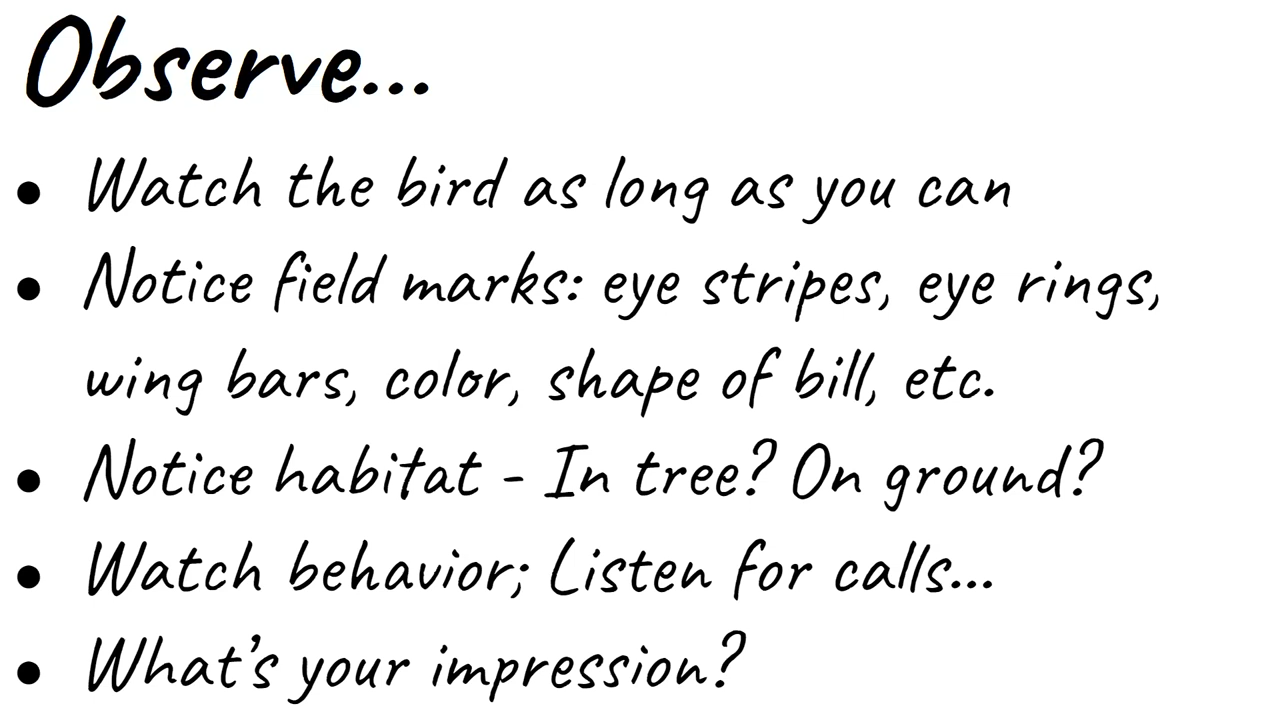 Observe...
• Watch the bird as long as you can
• Notice field marks: eye stripes, eye rings,
wing bars, color, shape of bill, etc.
• Notice habitat - In tree? On ground?
• Watch behavior; Listen for calls...
• What's your impression?